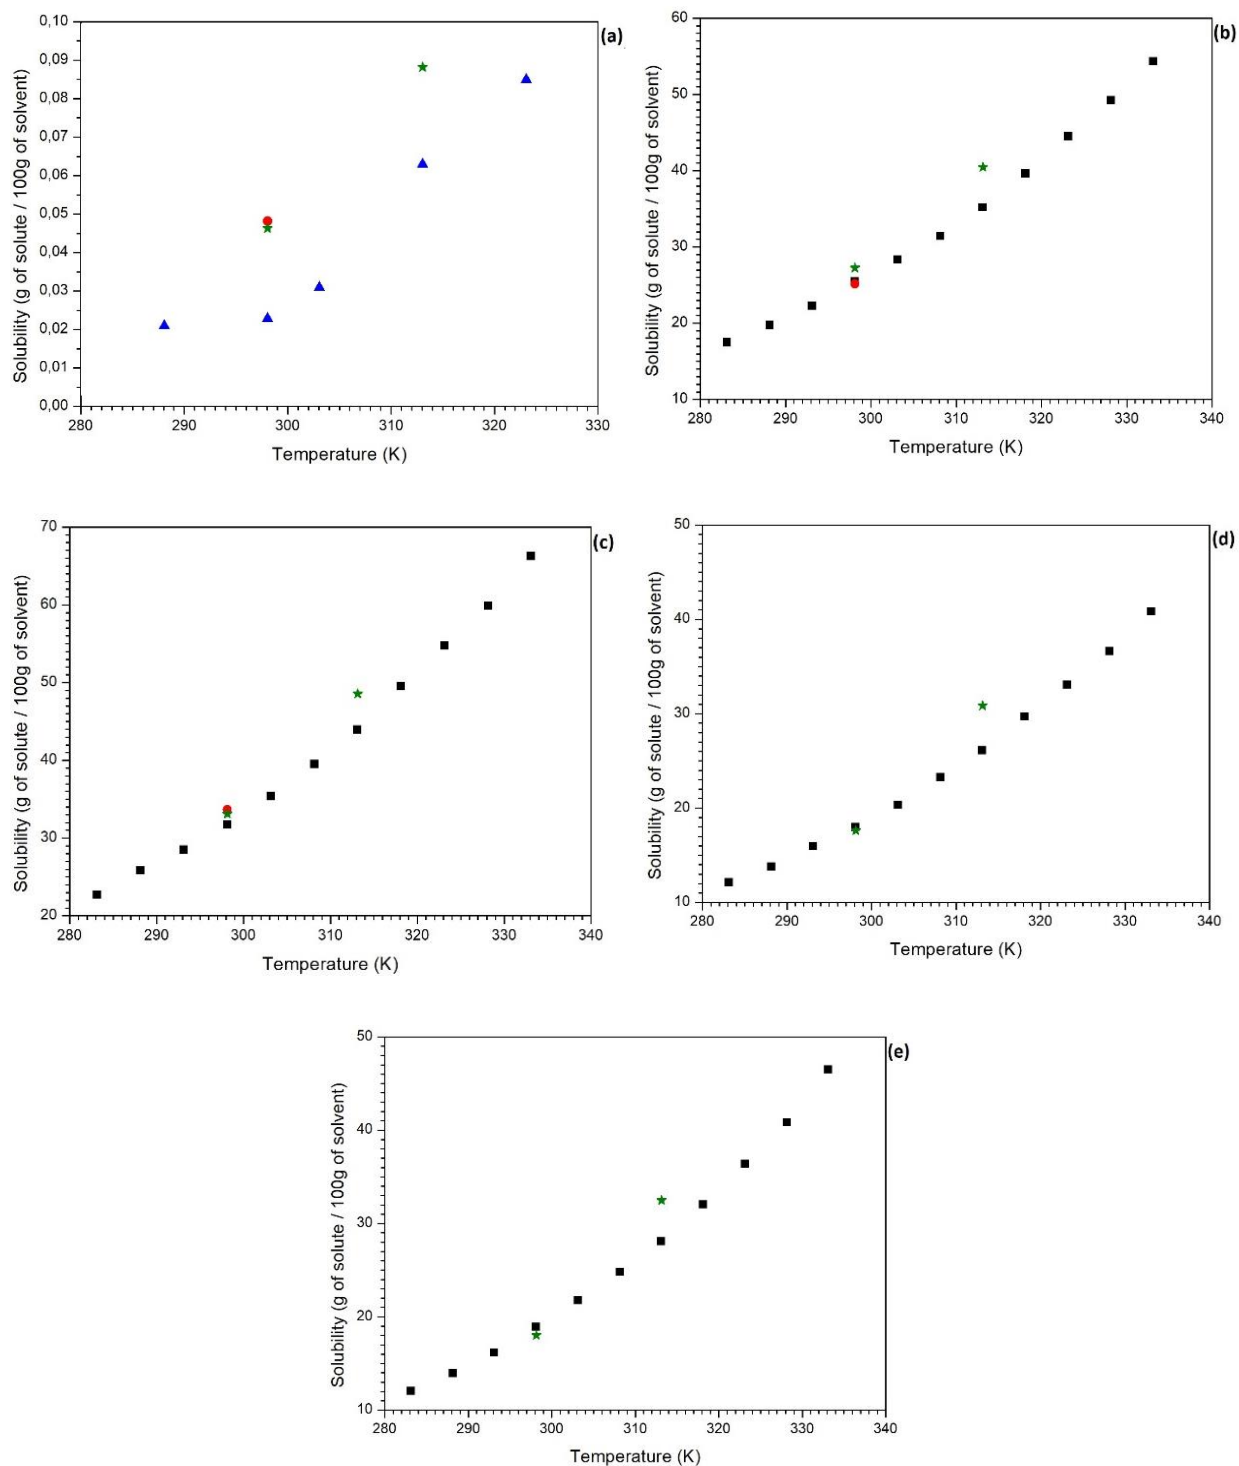 (a)
Solubility (g of solute / 100g of solvent)
0,10
0,09
0,08
0,07
0,06
0,05
0,04
0,03
0,02
0,01
0,00
280 290 300 310 320 330
Temperature (K)
(b)
Solubility (g of solute / 100g of solvent)
60
50
40
30
20
10
280 290 300 310 320 330 340
Temperature (K)
(c)
Solubility (g of solute / 100g of solvent)
70
60
50
40
30
20
280 290 300 310 320 330 340
Temperature (K)
(d)
Solubility (g of solute / 100g of solvent)
50
40
30
20
10
280 290 300 310 320 330 340
Temperature (K)
(e)
Solubility (g of solute / 100g of solvent)
50
40
30
20
10
280 290 300 310 320 330 340
Temperature (K)